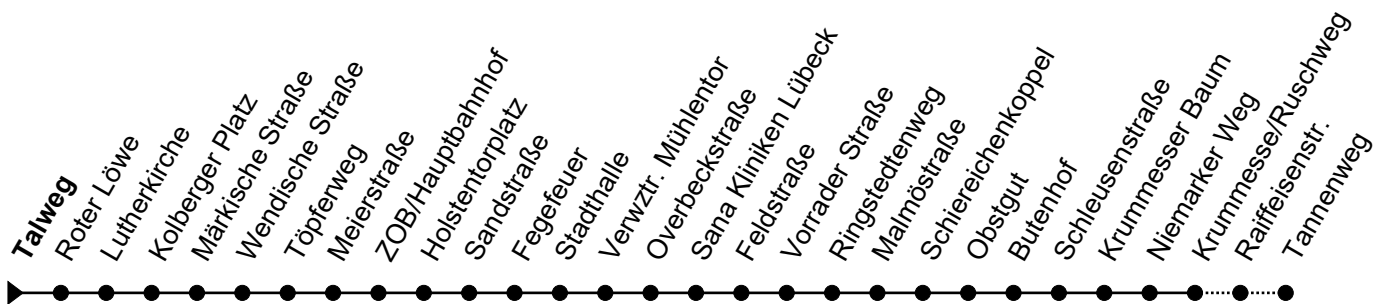 Talweg
Roter Löwe
Lutherkirche
Kolberger Platz
Märkische Straße
Wendische Straße
Töpferweg
Meierstraße
ZOB/Hauptbahnhof
Holstentorplatz
Sandstraße
Fegefeuer
Stadthalle
Verwztr. Mühlentor
Overbeckstraße
Sana Kliniken Lübeck
Feldstraße
Vorrader Straße
Ringstedtenweg
Malmöstraße
Schiereichenkoppel
Obstgut
Butenhof
Schleusenstraße
Krummesser Baum
Niemarker Weg
Krummesse/Ruschweg
Raiffeisenstr.
Tannenweg